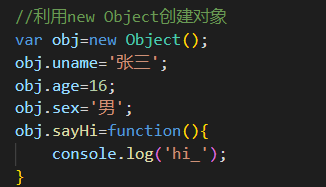 //利用new Object创建对象
var obj=new Object();
obj.uname='张三';
obj.age=16;
obj.sex='男';
obj.sayHi=function(){
    console.log('hi_');
}